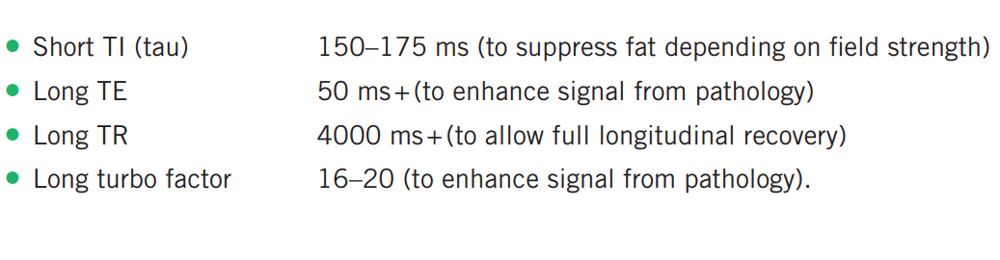 • Short TI (tau) 150–175 ms (to suppress fat depending on field strength)
• Long TE 50 ms+(to enhance signal from pathology)
• Long TR 4000 ms+(to allow full longitudinal recovery)
• Long turbo factor 16–20 (to enhance signal from pathology).